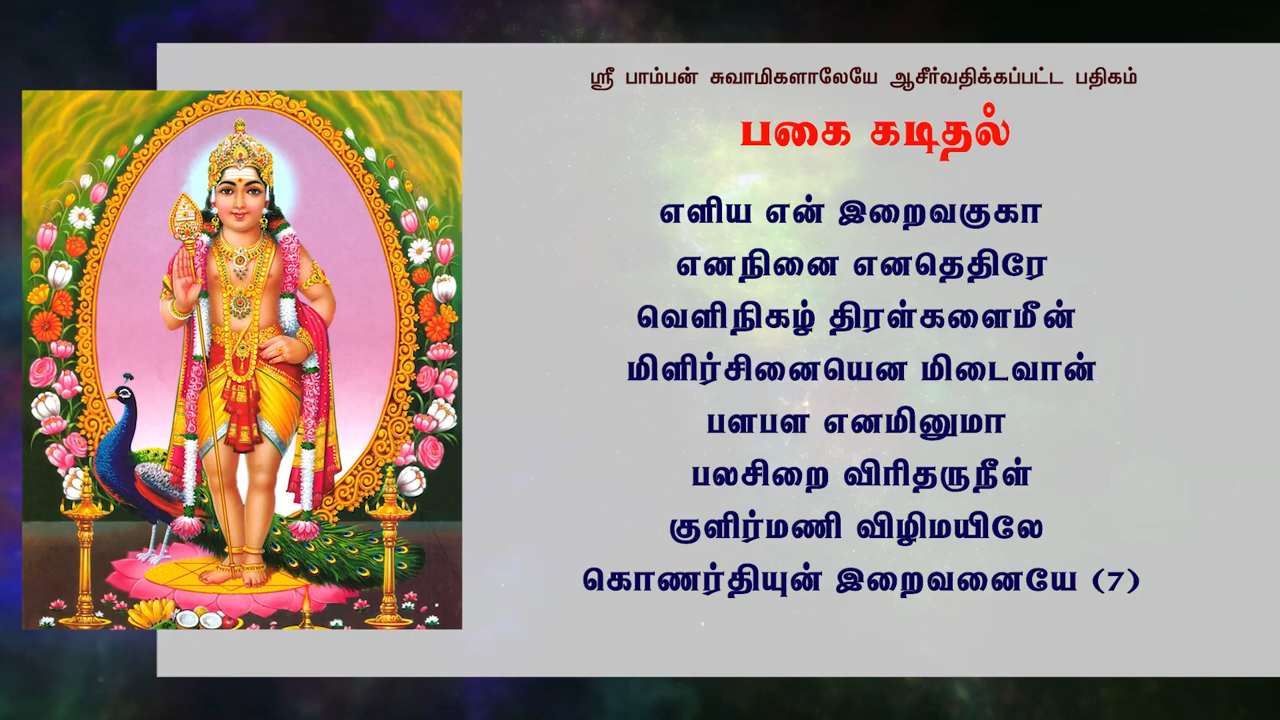 ஸ்ரீ பாம்பன் சுவாமிகளாலேயே ஆசீர்வதிக்கப்பட்ட பதிகம்
பகை கடிதல்
எளிய என் இறைவகுகா
எனநினை எனதெதிரே
வெளிநிகழ் திரள்களைமீன்
மிளிர்சினையென மிடைவான்
பளபள எனமினுமா
பலசிறை விரிதருநீள்
குளிர்மணி விழிமயிலே
கொணர்தியுன் இறைவனையே (7)